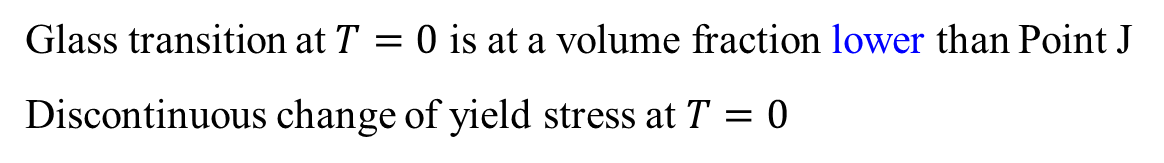 Glass transition at T = 0 is at a volume fraction lower than Point J
Discontinuous change of yield stress at T = 0